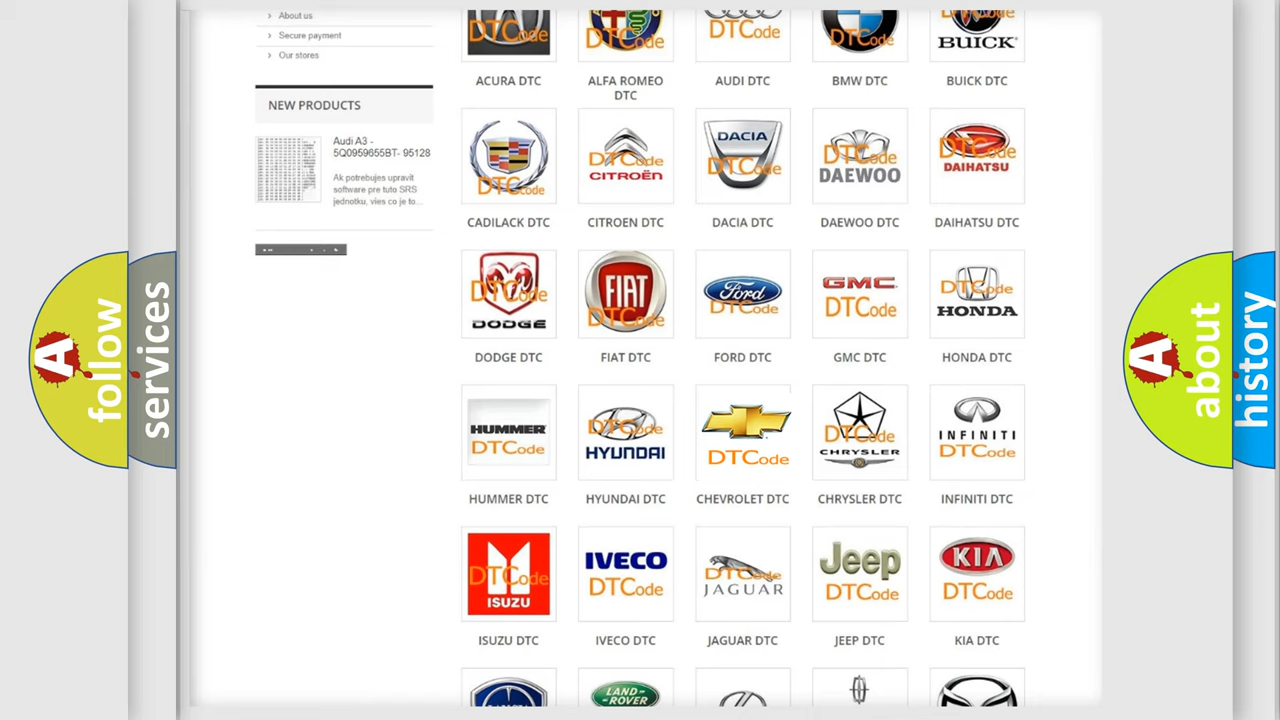 About us
Secure payment
Our stores
NEW PRODUCTS
Audi A3 -
5Q0959655BT- 95128
Ak potrebujes upravit
software pre tuto SRS
jednotku, vies co je to...
follow
services
A
DTCode
DTCode
DTCode
DTCode
BUICK
ACURA DTC
ALFA ROMEO
DTC
AUDI DTC
BMW DTC
BUICK DTC
DTCode
DTCode
CITROËN
DACIA
DTCode
DTCode
DAEWOO
DTCode
DAIHATSU
CADILACK DTC
CITROEN DTC
DACIA DTC
DAEWOO DTC
DAIHATSU DTC
DTCode
DODGE
FIAT
DTCode
Ford
DTCode
GMC
DTCode
DTCode
HONDA
DODGE DTC
FIAT DTC
FORD DTC
GMC DTC
HONDA DTC
HUMMER
DTCode
DTCode
HYUNDAI
DTCode
DTCode
CHRYSLER
INFINITI
DTCode
HUMMER DTC
HYUNDAI DTC
CHEVROLET DTC
CHRYSLER DTC
INFINITI DTC
DTCode
ISUZU
IVECO
DTCode
DTCode
JAGUAR
Jeep
DTCode
KIA
DTCode
ISUZU DTC
IVECO DTC
JAGUAR DTC
JEEP DTC
KIA DTC
LAND-
ROVER
A
about
history